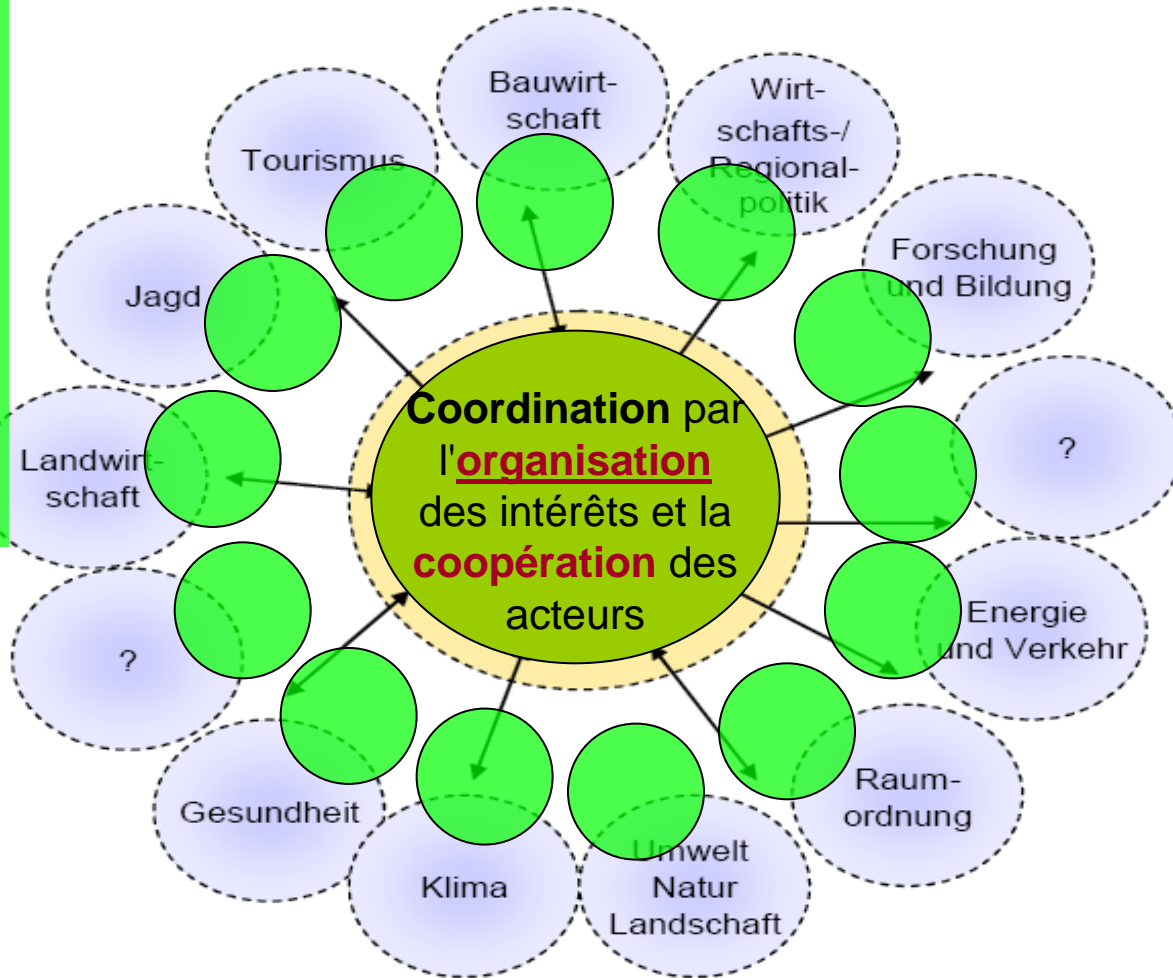 Bauwirt-
schaft
Wirt-
schafts-/
Regional-
politik
Tourismus
Forschung
und Bildung
Jagd
?
Coordination par
l'organisation
des intérêts et la
coopération des
acteurs
Landwirt-
schaft
Energie
und Verkehr
?
Raum-
ordnung
Gesundheit
Klima
Umwelt
Natur
Landschaft